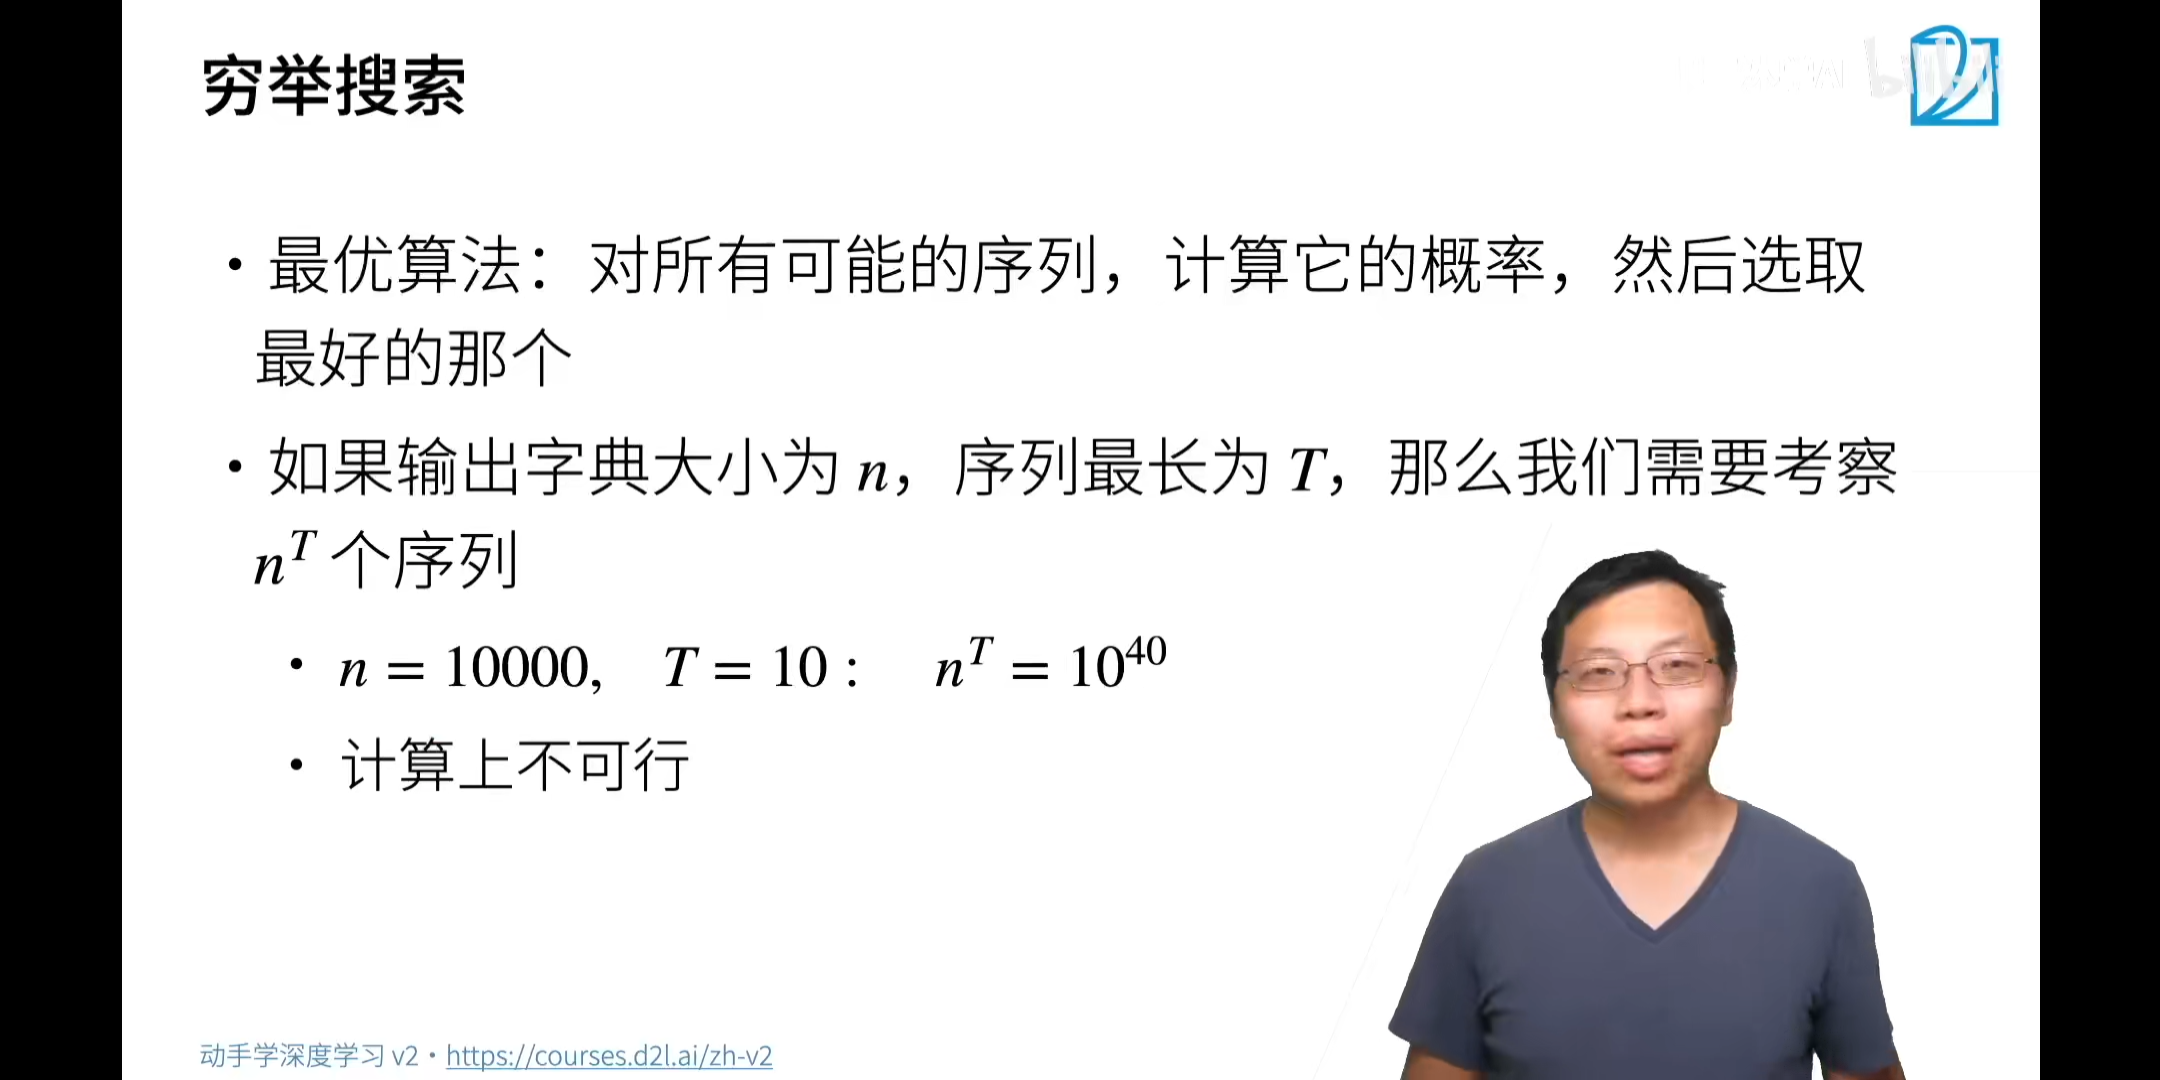 穷举搜索
bilibili
• 最优算法：对所有可能的序列，计算它的概率，然后选取
最好的那个
• 如果输出字典大小为 n，序列最长为 T，那么我们需要考察
n^T 个序列
• n = 10000,   T = 10 :   n^T = 10^40
• 计算上不可行
动手学深度学习 v2 • https://courses.d2l.ai/zh-v2